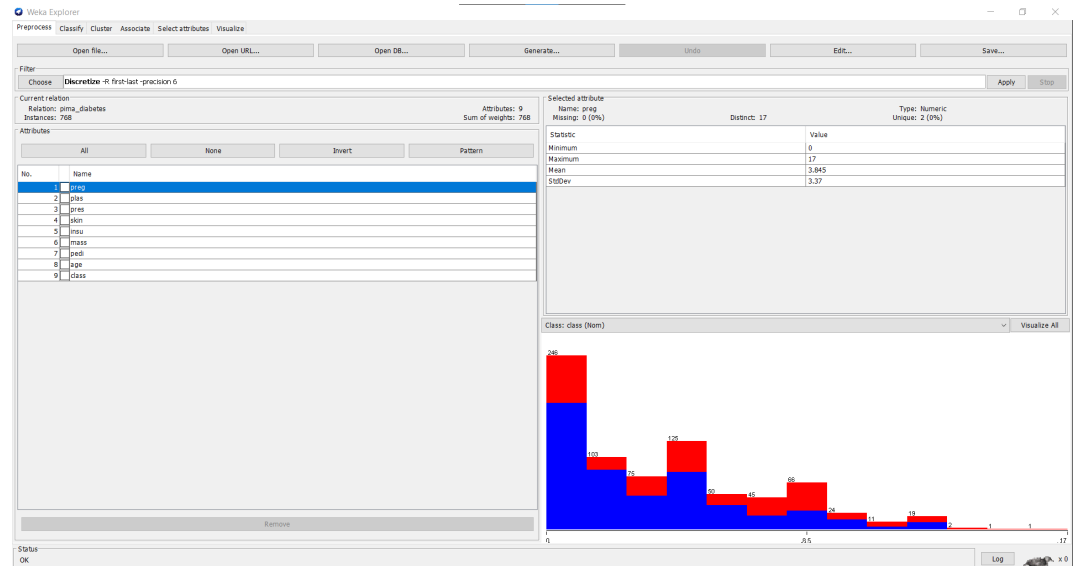 Weka Explorer
Preprocess Classify Cluster Associate Select attributes Visualize
Open file... Open URL... Open DB... Generate... Undo Edit... Save...
Filter
Choose Discretize -R first-last -precision 6 Apply Stop
Current relation
Relation: pima_diabetes Attributes: 9
Instances: 768 Sum of weights: 768
Selected attribute
Name: preg Type: Numeric
Missing: 0 (0%) Distinct: 17 Unique: 2 (0%)
Attributes
All None Invert Pattern
No. Name
1 preg
2 plas
3 pres
4 skin
5 insu
6 mass
7 pedi
8 age
9 class
Remove
Statistic Value
Minimum 0
Maximum 17
Mean 3.845
StdDev 3.37
Class: class (Nom) Visualize All
246
103
75
125
50
45
66
24
11
19
2
1
1
0 8.5 17
Status
OK Log x 0